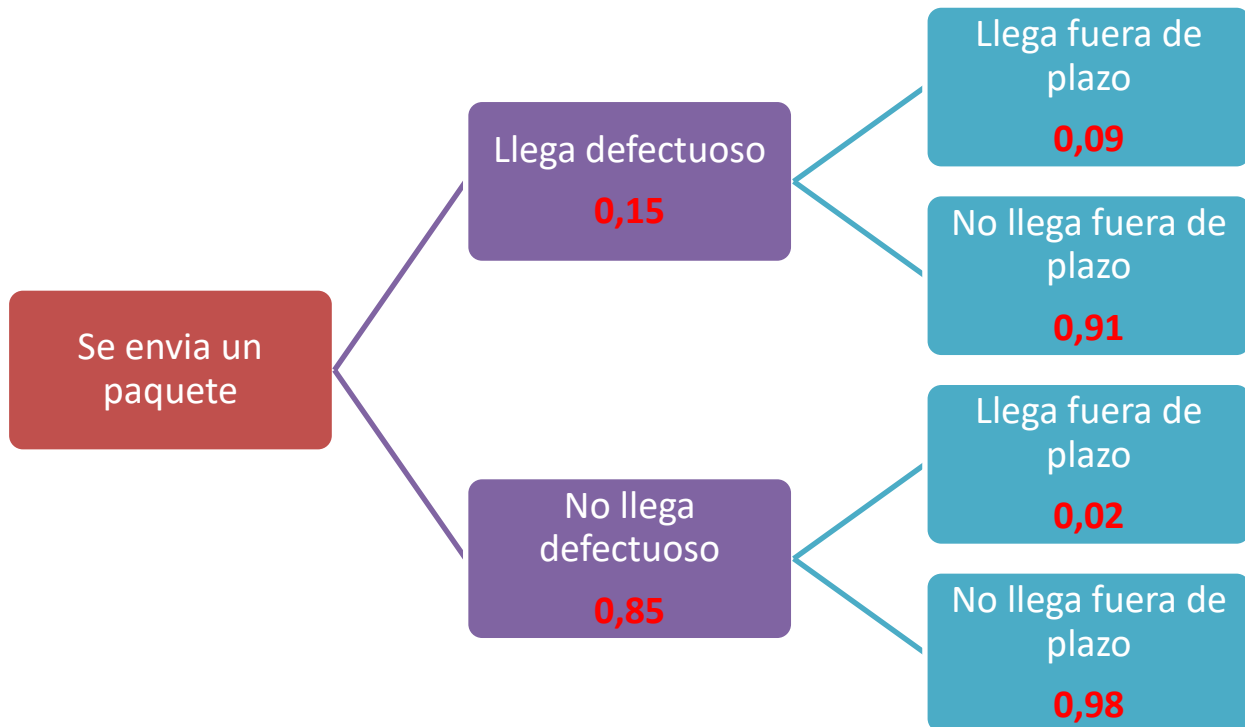 Se envia un
paquete
Llega defectuoso
0,15
No llega
defectuoso
0,85
Llega fuera de
plazo
0,09
No llega fuera de
plazo
0,91
Llega fuera de
plazo
0,02
No llega fuera de
plazo
0,98